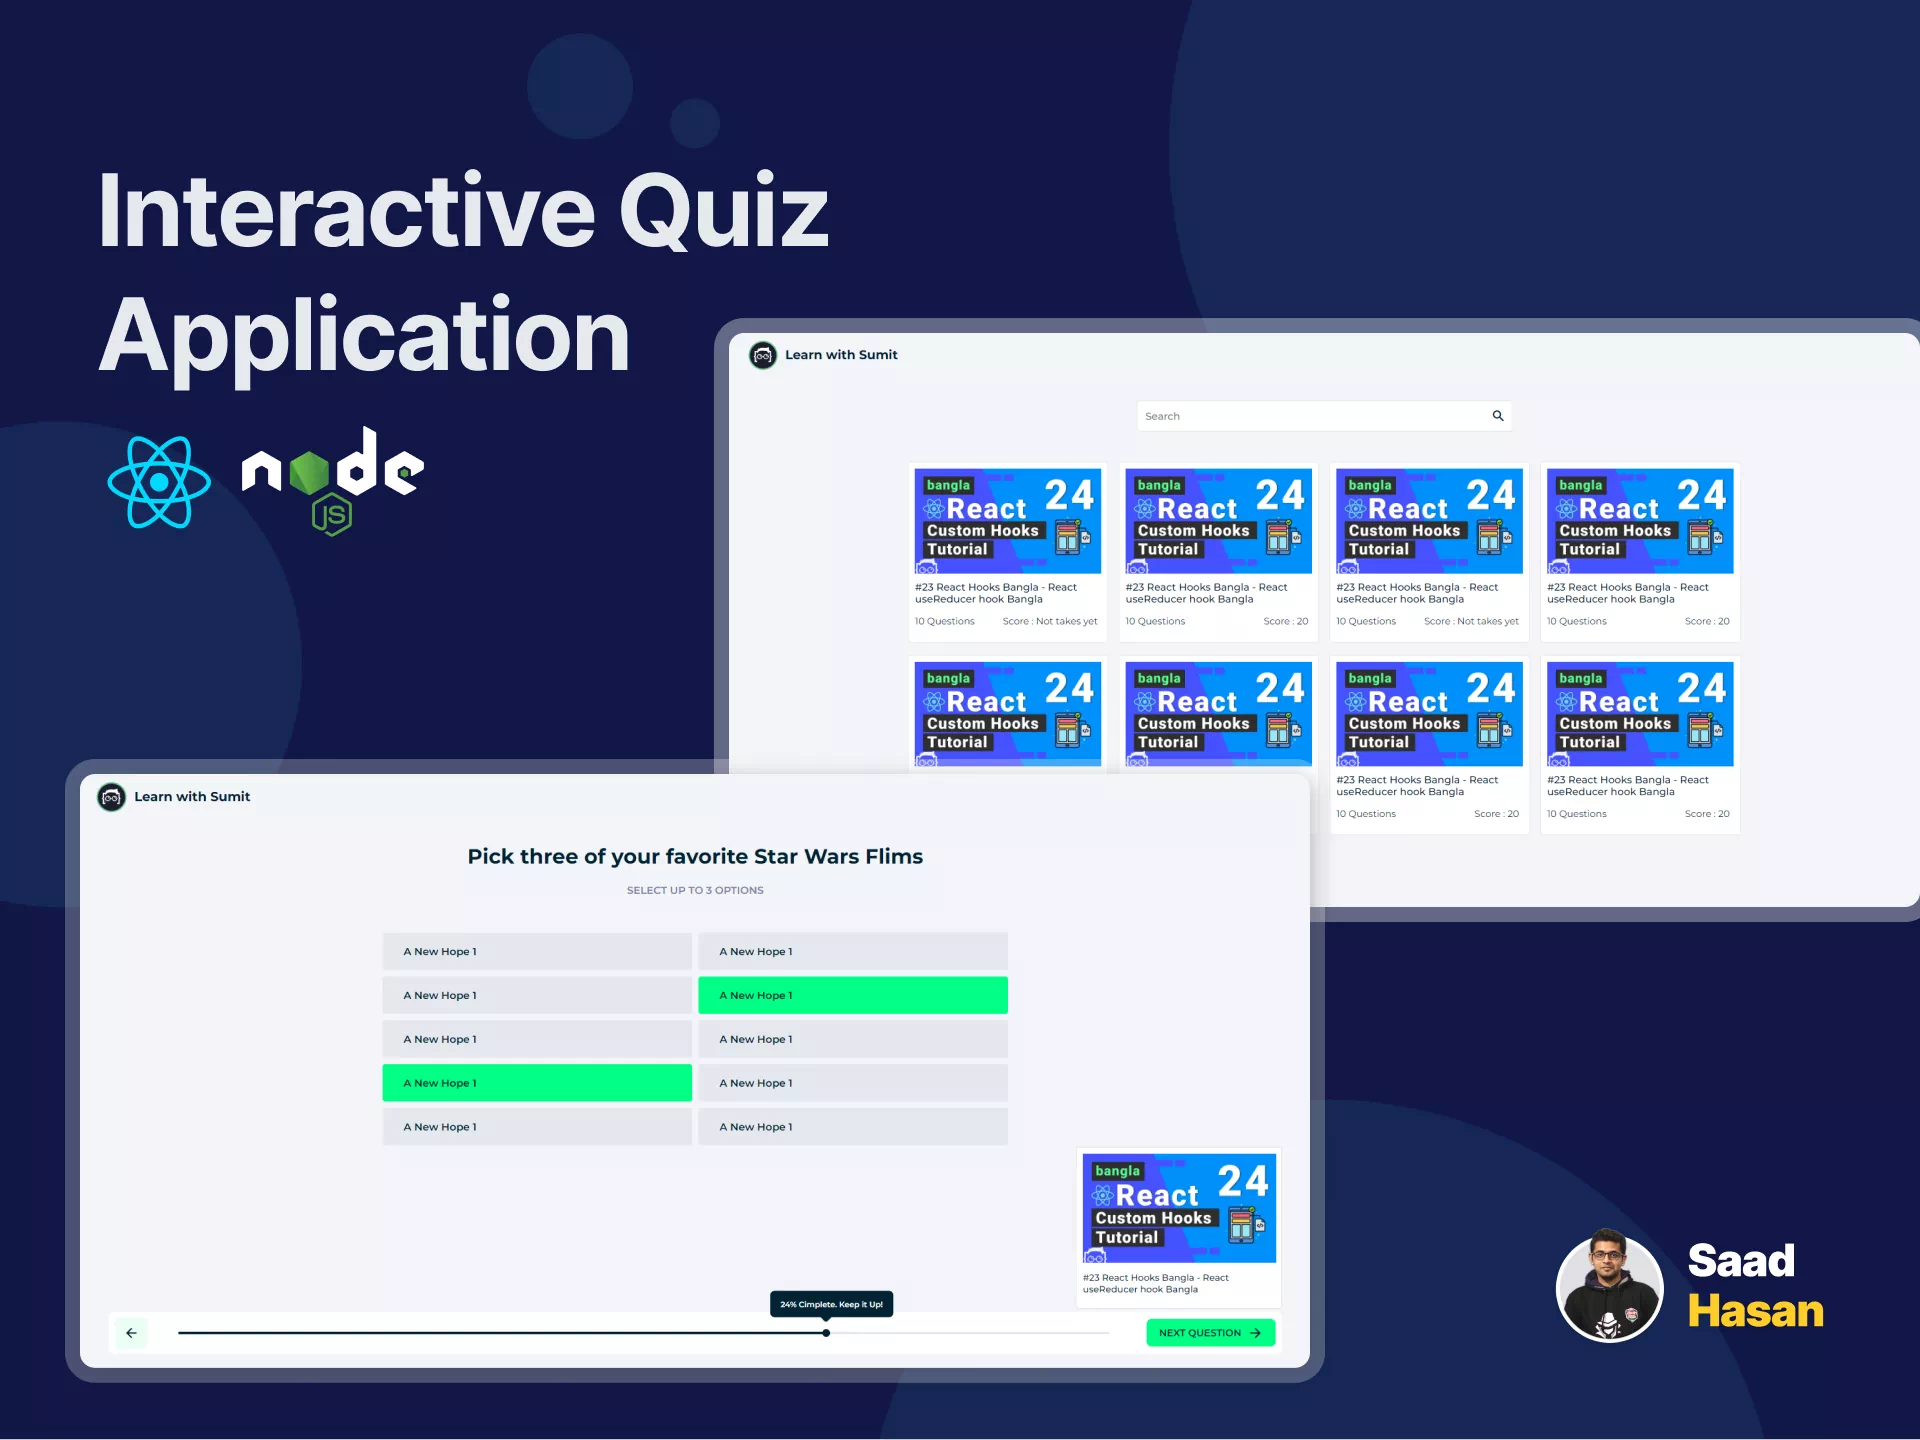 Interactive Quiz
Application
node
JS
Learn with Sumit
Search
bangla
React 24
Custom Hooks
Tutorial
#23 React Hooks Bangla - React
useReducer hook Bangla
10 Questions Score : Not takes yet
bangla
React 24
Custom Hooks
Tutorial
#23 React Hooks Bangla - React
useReducer hook Bangla
10 Questions Score : 20
bangla
React 24
Custom Hooks
Tutorial
#23 React Hooks Bangla - React
useReducer hook Bangla
10 Questions Score : Not takes yet
bangla
React 24
Custom Hooks
Tutorial
#23 React Hooks Bangla - React
useReducer hook Bangla
10 Questions Score : 20
bangla
React 24
Custom Hooks
Tutorial
bangla
React 24
Custom Hooks
Tutorial
bangla
React 24
Custom Hooks
Tutorial
#23 React Hooks Bangla - React
useReducer hook Bangla
10 Questions Score : 20
bangla
React 24
Custom Hooks
Tutorial
#23 React Hooks Bangla - React
useReducer hook Bangla
10 Questions Score : 20
Learn with Sumit
Pick three of your favorite Star Wars Flims
SELECT UP TO 3 OPTIONS
A New Hope 1 A New Hope 1
A New Hope 1 A New Hope 1
A New Hope 1 A New Hope 1
A New Hope 1 A New Hope 1
A New Hope 1 A New Hope 1
bangla
React 24
Custom Hooks
Tutorial
#23 React Hooks Bangla - React
useReducer hook Bangla
24% Cimplete. Keep it Up!
NEXT QUESTION
Saad
Hasan